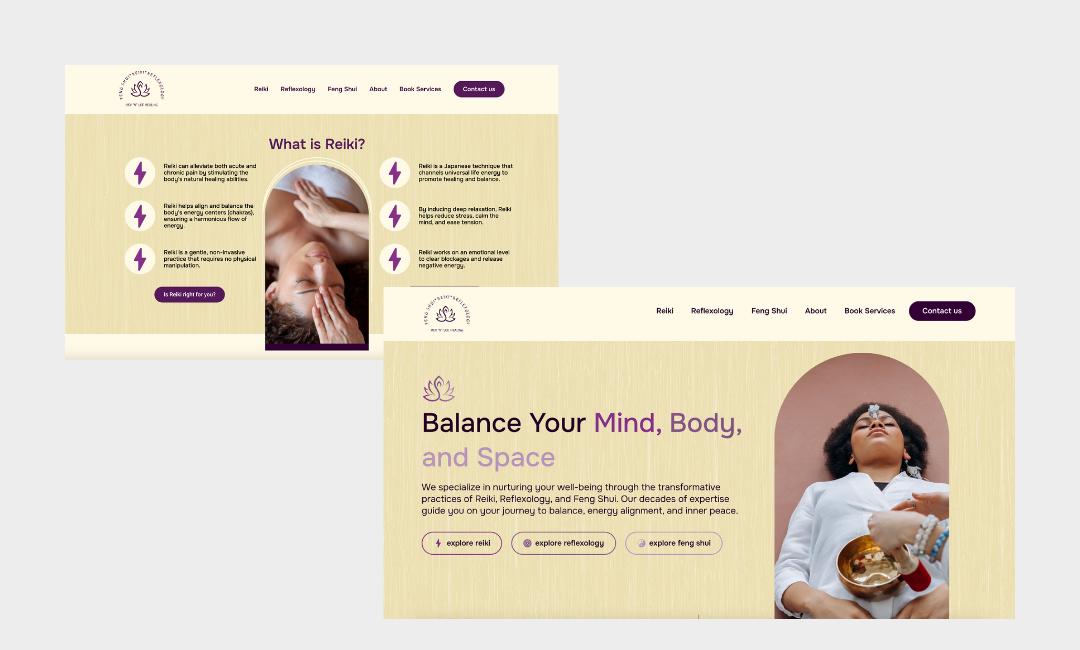 FENG SHUI*REIKI*REFLEXOLOGY
Reiki
Reflexology
Feng Shui
About
Book Services
Contact us
What is Reiki?
Reiki can alleviate both acute and
chronic pain by stimulating the
body's natural healing abilities.
Reiki helps align and balance the
body's energy centers (chakras),
ensuring a harmonious flow of
energy.
Reiki is a gentle, non-invasive
practice that requires no physical
manipulation.
Is Reiki right for you?
Reiki is a Japanese technique that
channels universal life energy to
promote healing and balance.
By inducing deep relaxation, Reiki
helps reduce stress, calm the
mind, and ease tension.
Reiki works on an emotional level
to clear blockages and release
negative energy.
FENG SHUI*REIKI*REFLEXOLOGY
Reiki
Reflexology
Feng Shui
About
Book Services
Contact us
Balance Your Mind, Body,
and Space
We specialize in nurturing your well-being through the transformative
practices of Reiki, Reflexology, and Feng Shui. Our decades of expertise
guide you on your journey to balance, energy alignment, and inner peace.
explore reiki
explore reflexology
explore feng shui